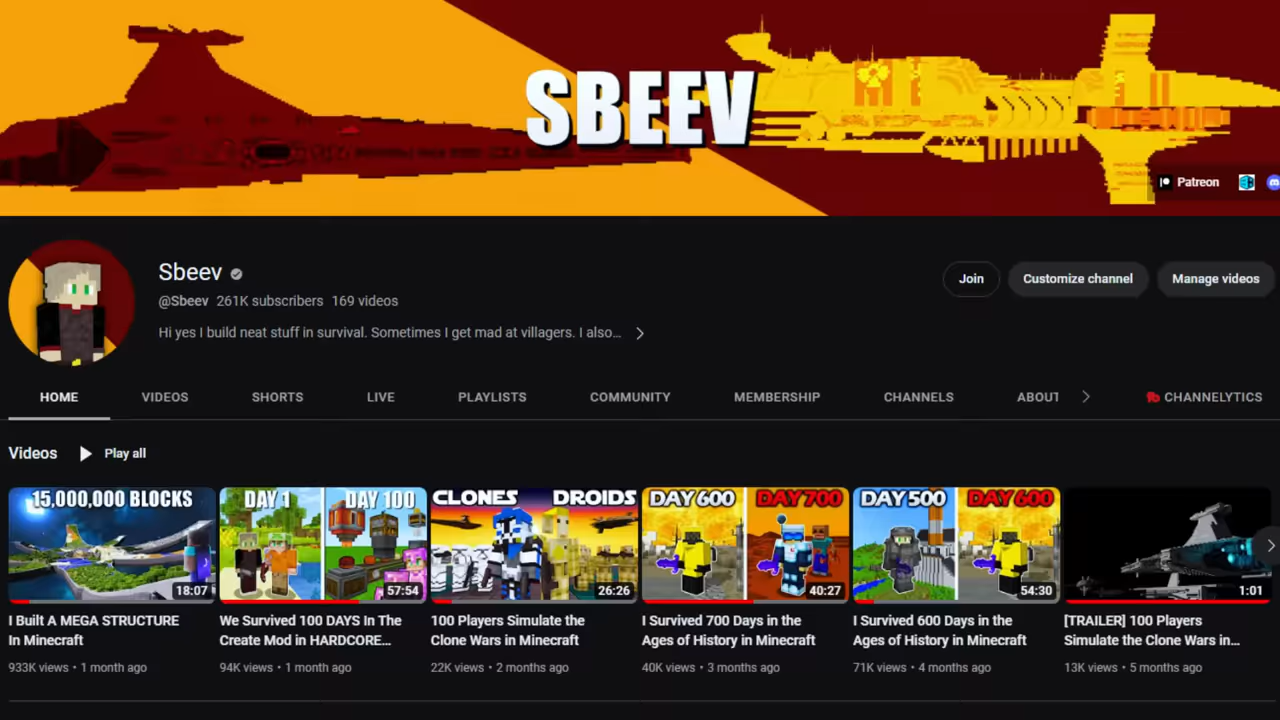 SBEEV
Patreon
Sbeev
@Sbeev 261K subscribers 169 videos
Join
Customize channel
Manage videos
Hi yes I build neat stuff in survival. Sometimes I get mad at villagers. I also...
HOME VIDEOS SHORTS LIVE PLAYLISTS COMMUNITY MEMBERSHIP CHANNELS ABOUT CHANNELYTICS
Videos Play all
15,000,000 BLOCKS
18:07
I Built A MEGA STRUCTURE
In Minecraft
933K views • 1 month ago
DAY 1 DAY 100
57:54
We Survived 100 DAYS In The
Create Mod in HARDCORE...
94K views • 1 month ago
CLONES DROIDS
26:26
100 Players Simulate the
Clone Wars in Minecraft
22K views • 2 months ago
DAY 600 DAY 700
40:27
I Survived 700 Days in the
Ages of History in Minecraft
40K views • 3 months ago
DAY 500 DAY 600
54:30
I Survived 600 Days in the
Ages of History in Minecraft
71K views • 4 months ago
1:01
[TRAILER] 100 Players
Simulate the Clone Wars in...
13K views • 5 months ago